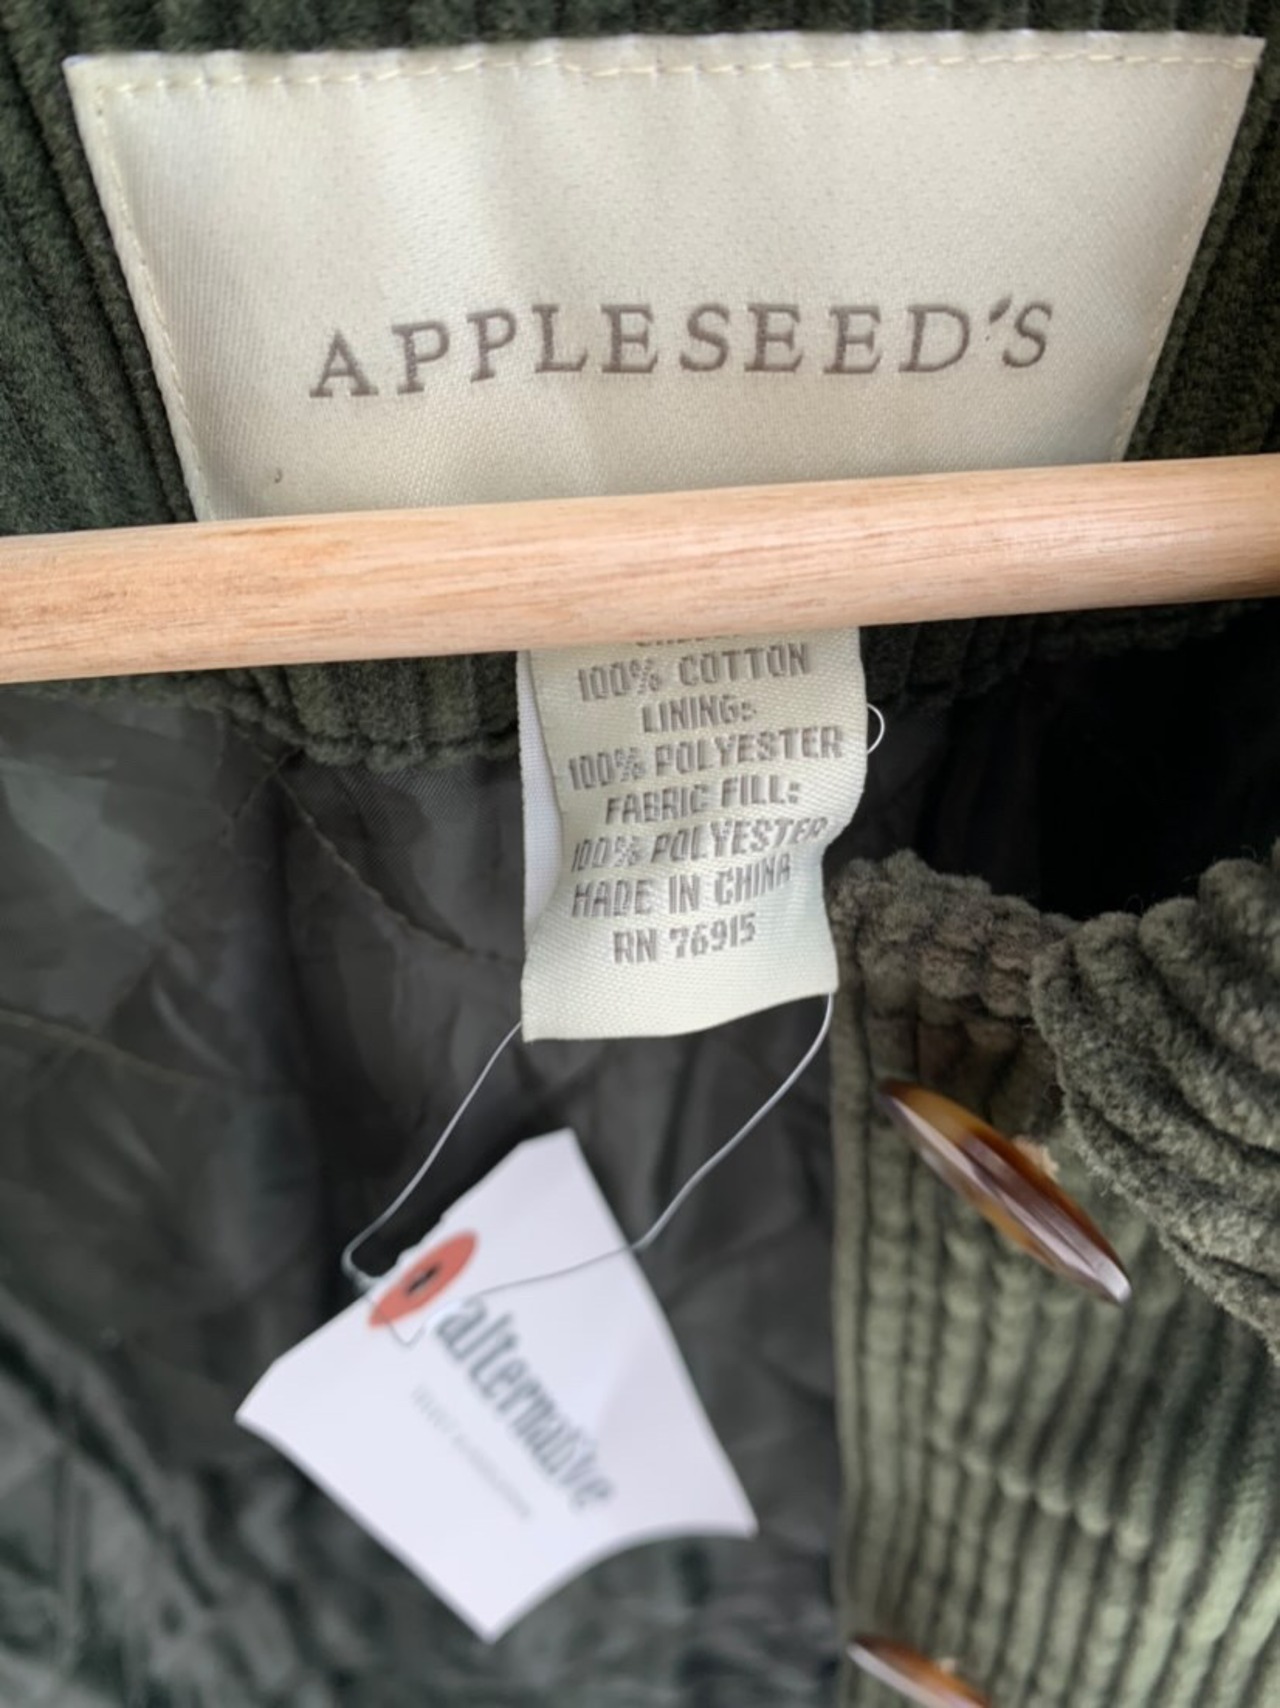 APPLESEED'S
100% COTTON
LINING:
100% POLYESTER
FABRIC FILL:
100% POLYESTER
MADE IN CHINA
RN 76915
alternative